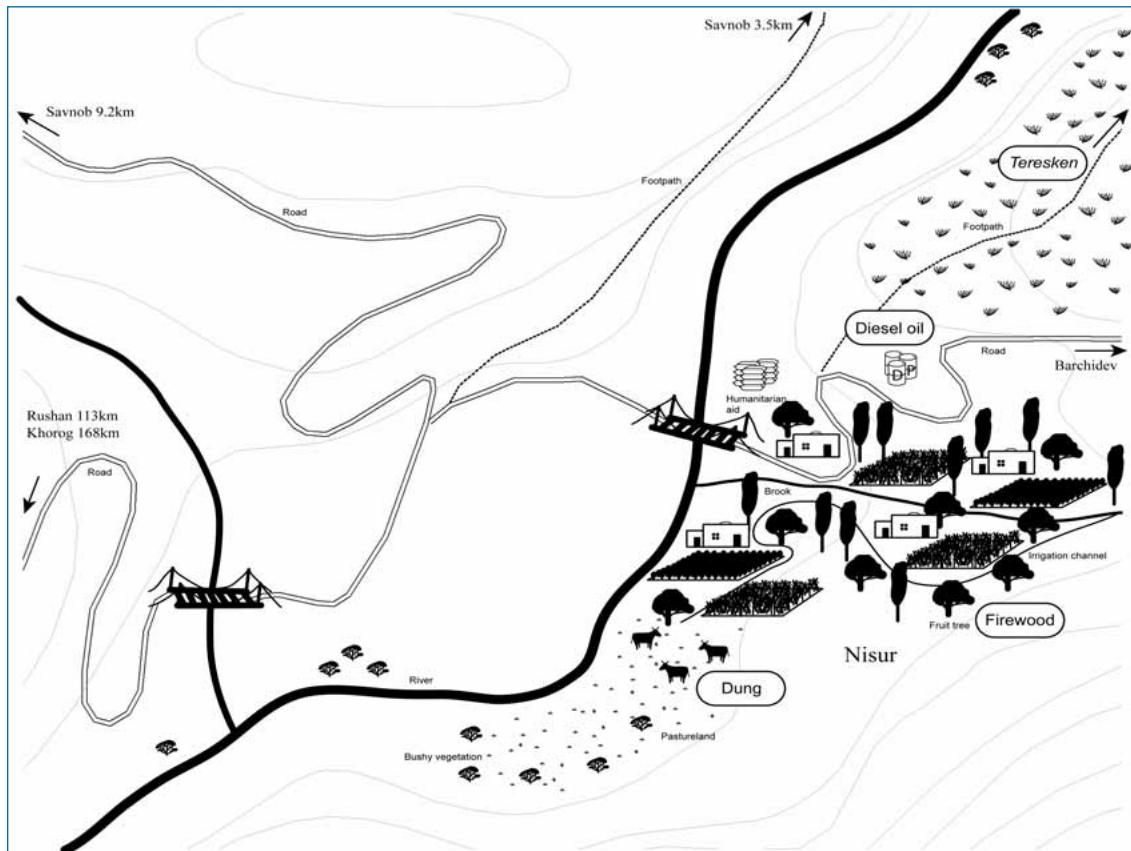 Savnob 3.5km
Savnob 9.2km
Teresken
Footpath
Road
Footpath
Diesel oil
Road
Barchidev
D P
Humanitarian
aid
Rushan 113km
Khorog 168km
Road
Brook
Irrigation channel
Fruit tree
Firewood
Nisur
River
Dung
Pastureland
Bushy vegetation